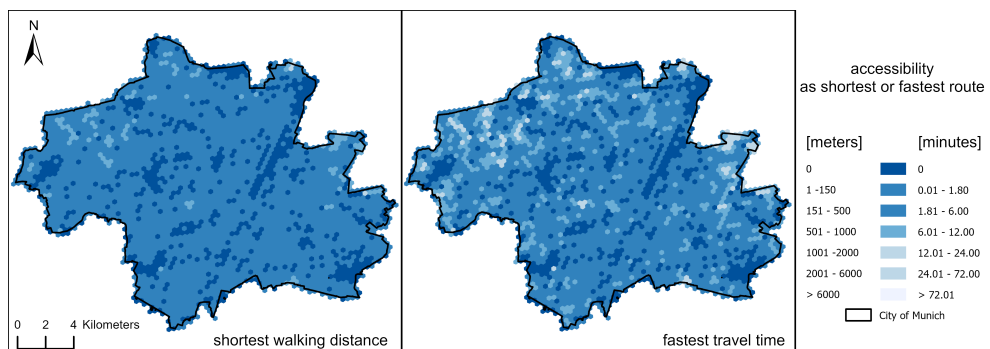 N
0 2 4 Kilometers
shortest walking distance
fastest travel time
accessibility
as shortest or fastest route
[meters] [minutes]
0 0
1 -150 0.01 - 1.80
151 - 500 1.81 - 6.00
501 - 1000 6.01 - 12.00
1001 -2000 12.01 - 24.00
2001 - 6000 24.01 - 72.00
> 6000 > 72.01
City of Munich